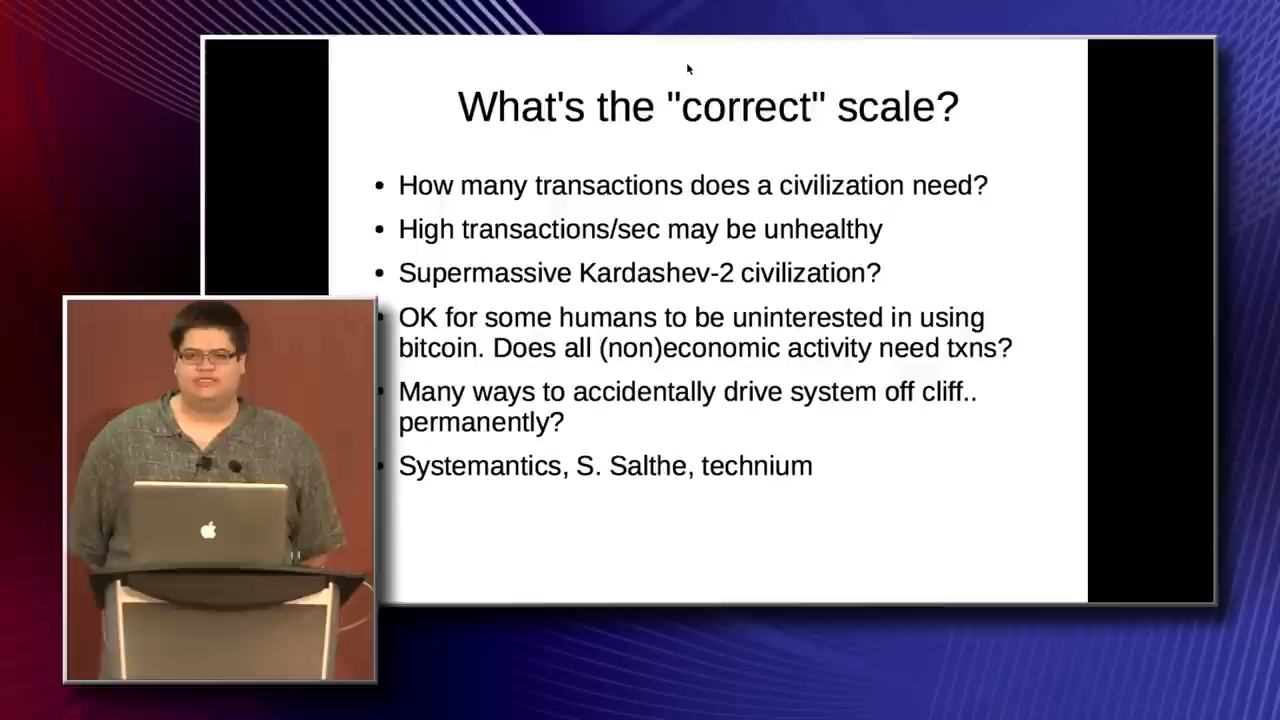 What's the "correct" scale?
• How many transactions does a civilization need?
• High transactions/sec may be unhealthy
• Supermassive Kardashev-2 civilization?
• OK for some humans to be uninterested in using
bitcoin. Does all (non)economic activity need txns?
• Many ways to accidentally drive system off cliff..
permanently?
• Systemantics, S. Salthe, technium